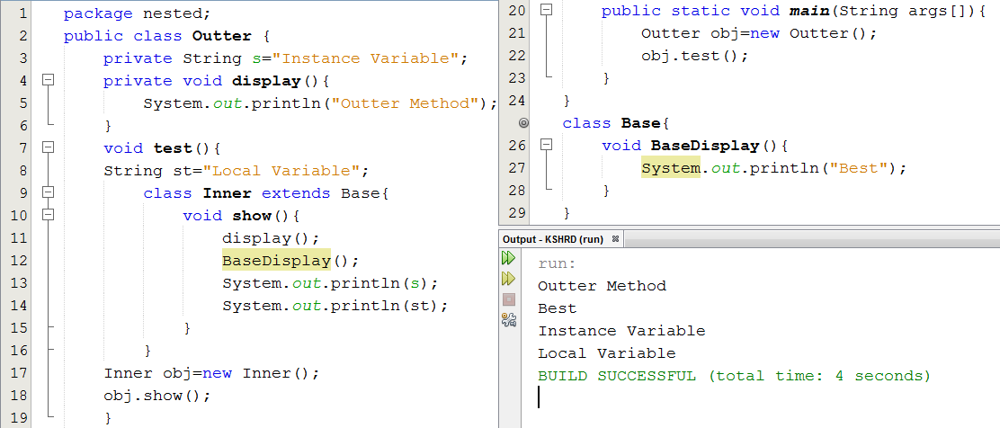 1 package nested;
2 public class Outter {
3 private String s="Instance Variable";
4 private void display(){
5 System.out.println("Outter Method");
6 }
7 void test(){
8 String st="Local Variable";
9 class Inner extends Base{
10 void show(){
11 display();
12 BaseDisplay();
13 System.out.println(s);
14 System.out.println(st);
15 }
16 }
17 Inner obj=new Inner();
18 obj.show();
19 }
20 public static void main(String args[]){
21 Outter obj=new Outter();
22 obj.test();
23 }
24 }
class Base{
26 void BaseDisplay(){
27 System.out.println("Best");
28 }
29 }
Output - KSHRD (run)
run:
Outter Method
Best
Instance Variable
Local Variable
BUILD SUCCESSFUL (total time: 4 seconds)